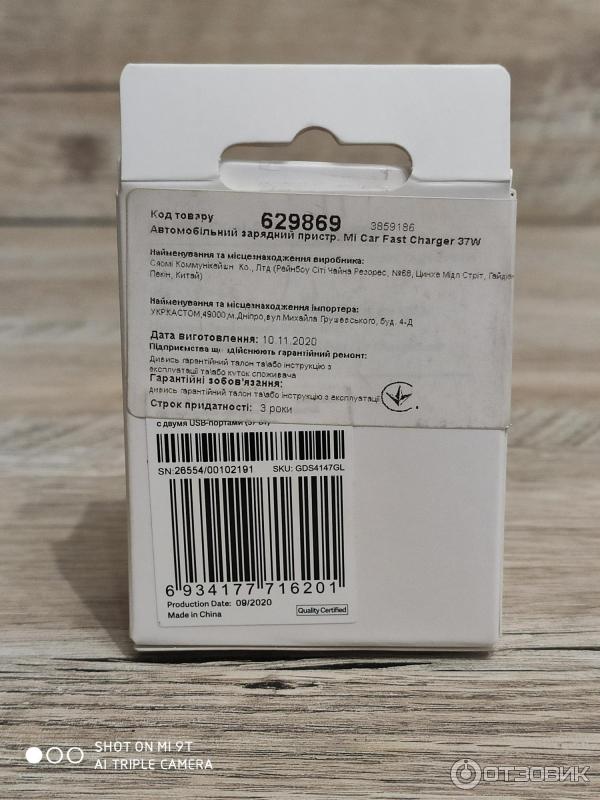 Код товару 629869 3859186
Автомобільний зарядний пристр. Mi Car Fast Charger 37W
Найменування та місцезнаходження виробника:
Сяомі Коммунікейшн Ко., Лтд (Рейнбоу Сіті Чайна Резорес, №68, Цинхе Мідл Стріт, Гайдіан
Пекін, Китай)
Найменування та місцезнаходження імпортера:
УКРКАСТОМ,49000,м.Дніпро,вул.Михайла Грушевського, буд. 4-Д
Дата виготовлення: 10.11.2020
Підприємства що здійснюють гарантійний ремонт:
Дивись гарантійний талон та\або інструкцію з
експлуатації та\або куток споживача
Гарантійні зобов'язання:
дивись гарантійний талон та\або інструкцію з експлуатації
Строк придатності: 3 роки
с двумя USB-портами
SN:26554/00102191 SKU: GDS4147GL
6 934177 716201
Production Date: 09/2020
Made in China
Quality Certified
SHOT ON MI 9T
AI TRIPLE CAMERA
ОТЗОВИК